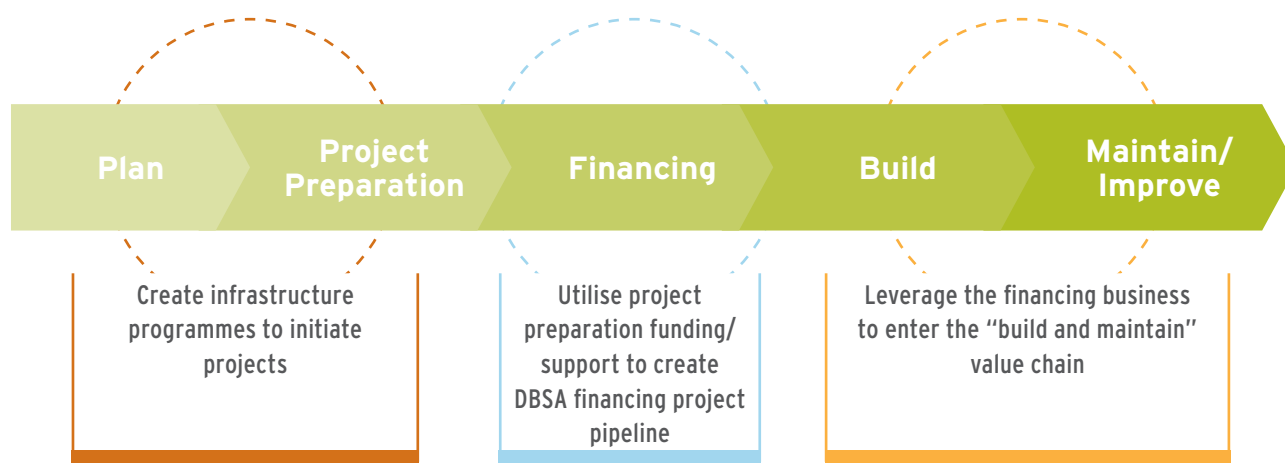 Plan
Project
Preparation
Financing
Build
Maintain/
Improve
Create infrastructure
programmes to initiate
projects
Utilise project
preparation funding/
support to create
DBSA financing project
pipeline
Leverage the financing business
to enter the “build and maintain”
value chain